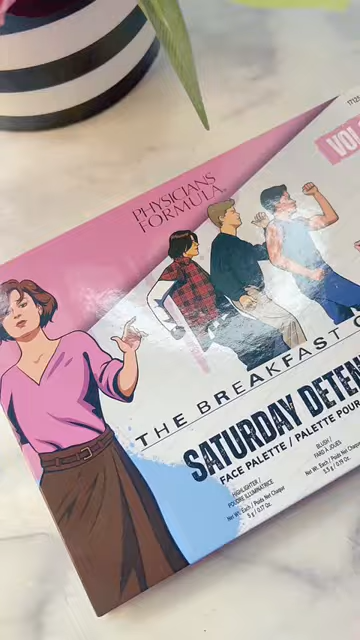 PHYSICIANS
FORMULA®
THE BREAKFAST
SATURDAY DETEN
FACE PALETTE / PALETTE POUR
HIGHLIGHTER /
POUDRE ILLUMINATRICE
Net Wt. Each / Poids Net Chaque
5 g / 0.17 Oz.
BLUSH /
FARD À JOUES
Net Wt. Each / Poids Net Chaque
5.5 g / 0.19 Oz.